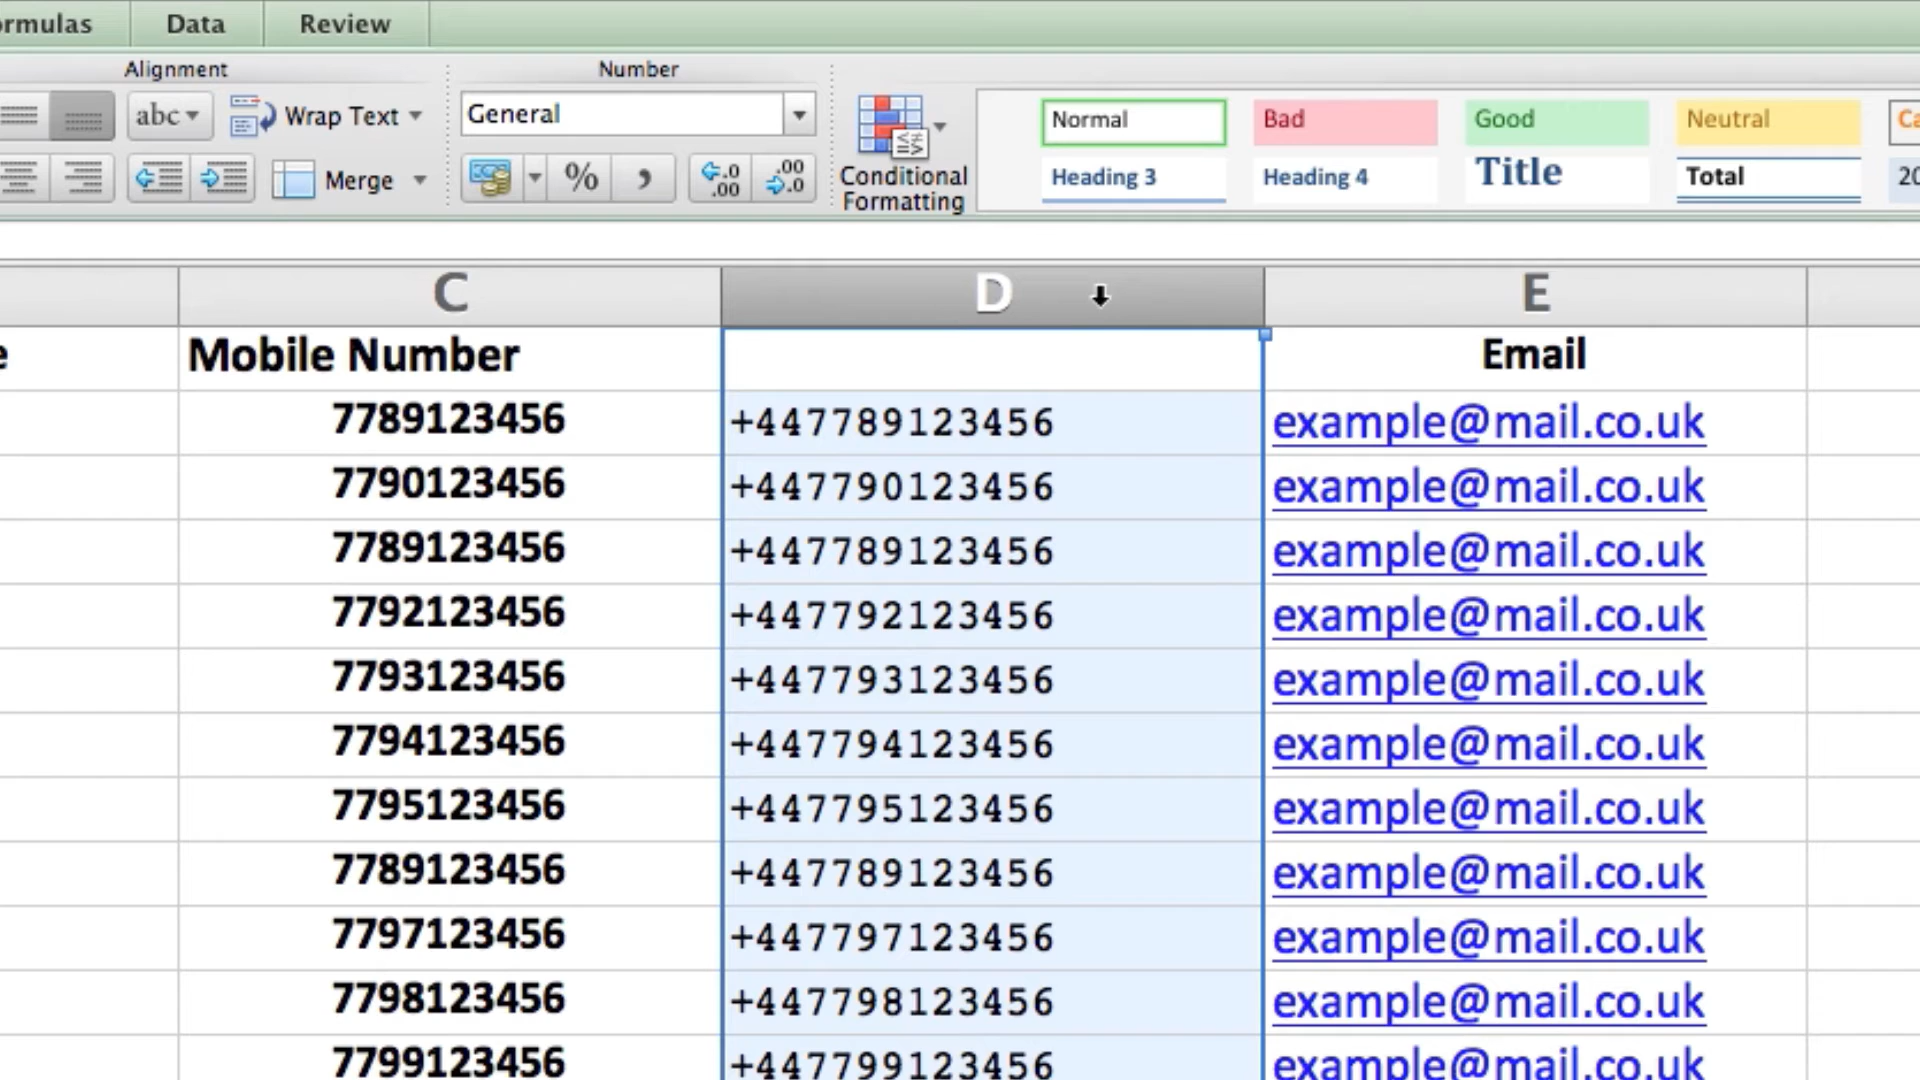 Data Review
Alignment Number
abc Wrap Text General Normal Bad Good Neutral
Merge % , .0 .00 .00 .0 Conditional Formatting Heading 3 Heading 4 Title Total
C D E
Mobile Number Email
7789123456 +447789123456 example@mail.co.uk
7790123456 +447790123456 example@mail.co.uk
7789123456 +447789123456 example@mail.co.uk
7792123456 +447792123456 example@mail.co.uk
7793123456 +447793123456 example@mail.co.uk
7794123456 +447794123456 example@mail.co.uk
7795123456 +447795123456 example@mail.co.uk
7789123456 +447789123456 example@mail.co.uk
7797123456 +447797123456 example@mail.co.uk
7798123456 +447798123456 example@mail.co.uk
7799123456 +447799123456 example@mail.co.uk